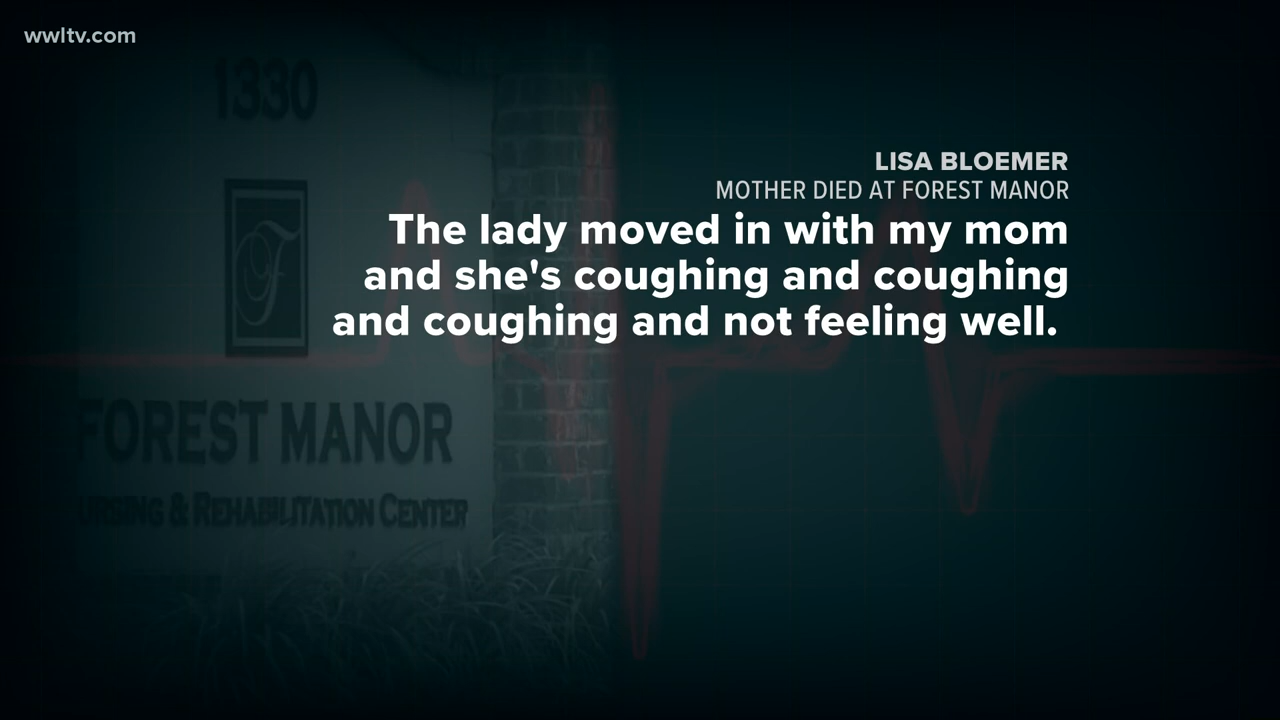 wwltv.com
1330
LISA BLOEMER
MOTHER DIED AT FOREST MANOR
The lady moved in with my mom
and she's coughing and coughing
and coughing and not feeling well.
F
FOREST MANOR
& REHABILITATION CENTER